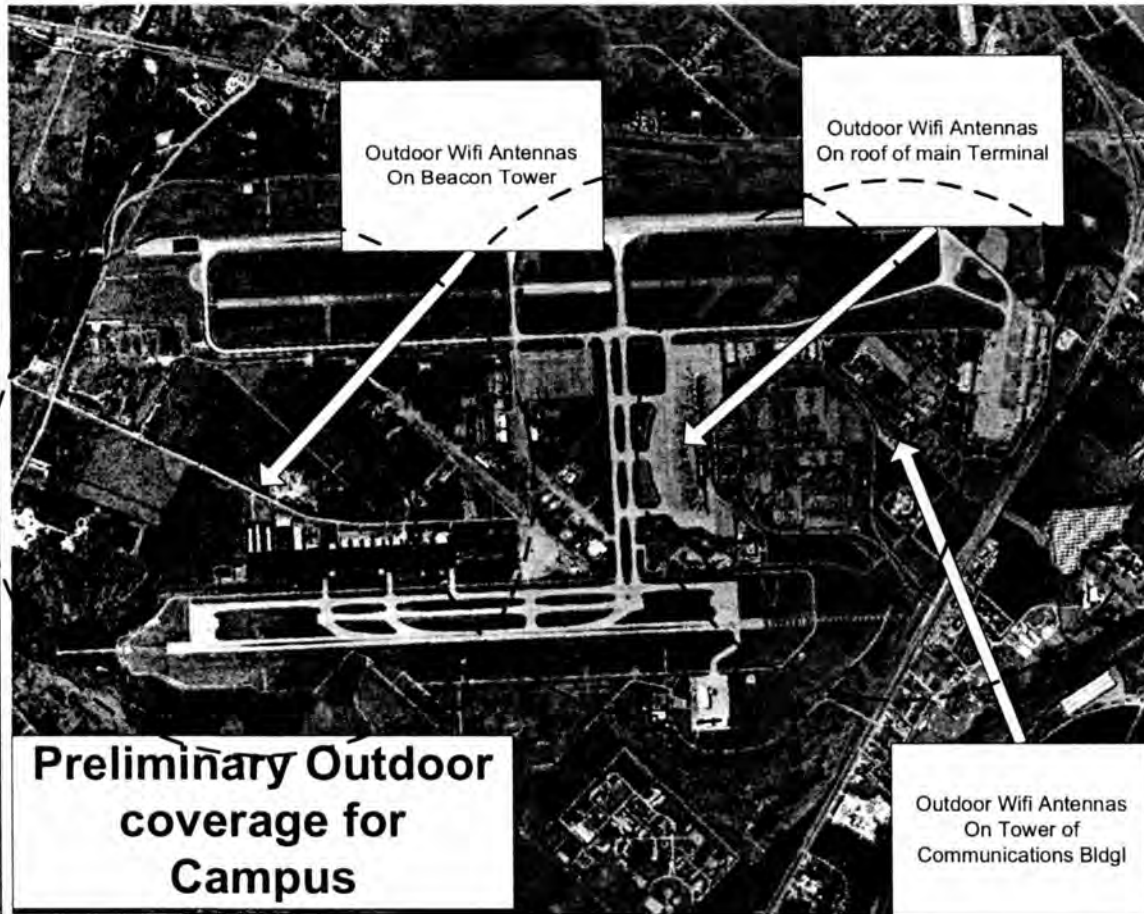 Outdoor Wifi Antennas
On Beacon Tower
Outdoor Wifi Antennas
On roof of main Terminal
Preliminary Outdoor
coverage for
Campus
Outdoor Wifi Antennas
On Tower of
Communications Bldgl